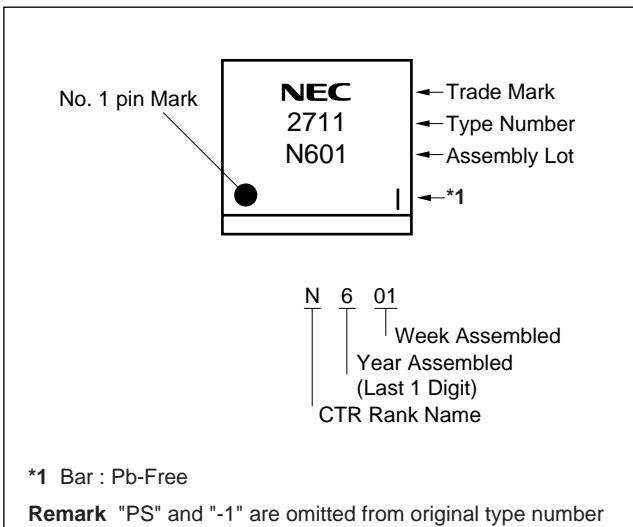 No. 1 pin Mark
NEC
2711
N601
Trade Mark
Type Number
Assembly Lot
*1
N 6 01
Week Assembled
Year Assembled
(Last 1 Digit)
CTR Rank Name
*1 Bar : Pb-Free
Remark "PS" and "-1" are omitted from original type number